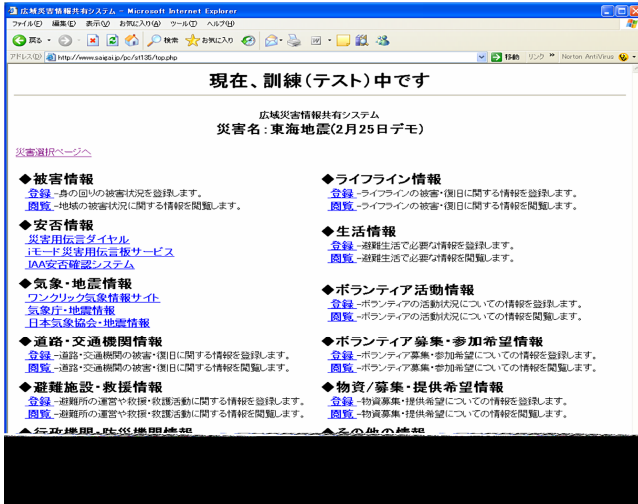 広域災害情報共有システム - Microsoft Internet Explorer
ファイル(F) 編集(E) 表示(V) お気に入り(A) ツール(T) ヘルプ(H)
戻る 検索 お気に入り
アドレス(D) http://www.saigai.jp/pc/st135/top.php 移動 リンク » Norton AntiVirus
現在、訓練(テスト)中です
広域災害情報共有システム
災害名:東海地震(2月25日デモ)
災害選択ページへ
◆被害情報
登録 -身の回りの被害状況を登録します。
閲覧 -地域の被害状況に関する情報を閲覧します。
◆安否情報
災害用伝言ダイヤル
iモード災害用伝言板サービス
IAA安否確認システム
◆気象・地震情報
ワンクリック気象情報サイト
気象庁・地震情報
日本気象協会・地震情報
◆道路・交通機関情報
登録 -道路・交通機関の被害・復旧に関する情報を登録します。
閲覧 -道路・交通機関の被害・復旧に関する情報を閲覧します。
◆避難施設・救援情報
登録 -避難所の運営や救援・救護活動に関する情報を登録します。
閲覧 -避難所の運営や救援・救護活動に関する情報を閲覧します。
◆行政機関・防災機関情報
◆ライフライン情報
登録 -ライフラインの被害・復旧に関する情報を登録します。
閲覧 -ライフラインの被害・復旧に関する情報を閲覧します。
◆生活情報
登録 -避難生活で必要な情報を登録します。
閲覧 -避難生活で必要な情報を閲覧します。
◆ボランティア活動情報
登録 -ボランティアの活動状況についての情報を登録します。
閲覧 -ボランティアの活動状況についての情報を閲覧します。
◆ボランティア募集・参加希望情報
登録 -ボランティア募集・参加希望についての情報を登録します。
閲覧 -ボランティア募集・参加希望についての情報を閲覧します。
◆物資/募集・提供希望情報
登録 -物資募集・提供希望についての情報を登録します。
閲覧 -物資募集・提供希望についての情報を閲覧します。
◆その他の情報